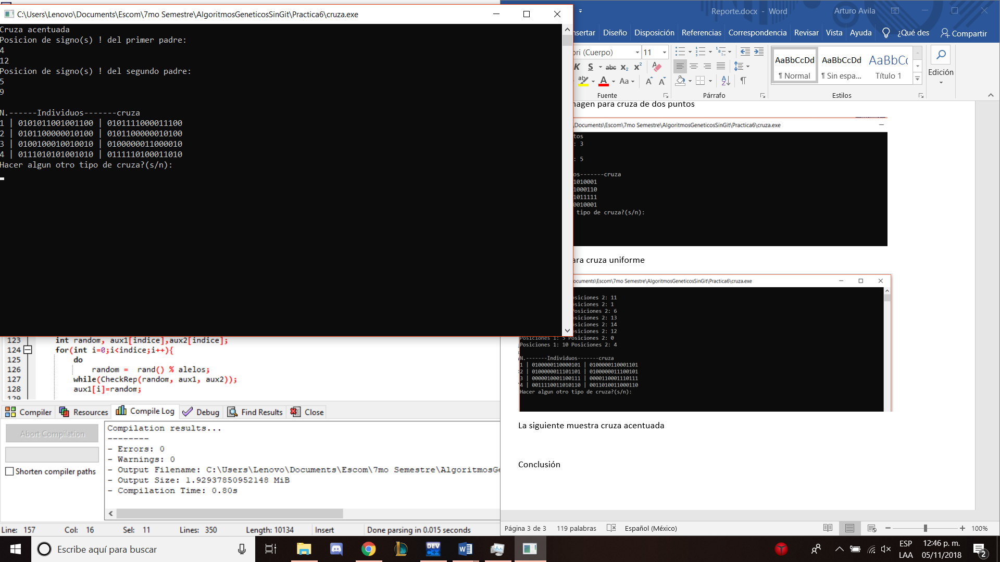 C:\Users\Lenovo\Documents\Escom\7mo Semestre\AlgoritmosGeneticosSinGit\Practica6\cruza.exe
Cruza acentuada
Posicion de signo(s) ! del primer padre:
4
12
Posicion de signo(s) ! del segundo padre:
5
9
N.------Individuos-------cruza
1 | 0101011001001100 | 0101111000011100
2 | 0101100000010100 | 0101100000010100
3 | 0100100010010010 | 0100000011000010
4 | 0111010101001010 | 0111110100011010
Hacer algun otro tipo de cruza?(s/n):
123 int random, aux1[indice],aux2[indice];
124 for(int i=0;i<indice;i++){
125 do
126 random = rand() % alelos;
127 while(CheckRep(random, aux1, aux2));
128 aux1[i]=random;
129
Compiler Resources Compile Log Debug Find Results Close
Abort Compilation
Shorten compiler paths
Compilation results...
--------
- Errors: 0
- Warnings: 0
- Output Filename: C:\Users\Lenovo\Documents\Escom\7mo Semestre\AlgoritmosGe
- Output Size: 1.92937850952148 MiB
- Compilation Time: 0.80s
Line: 157 Col: 16 Sel: 11 Lines: 350 Length: 10134 Insert Done parsing in 0.015 seconds
Reporte.docx - Word Arturo Avila
nsertar Diseño Disposición Referencias Correspondencia Revisar Vista Ayuda ¿Qué des Compartir
bri (Cuerpo) 11
K S abc x₂ x²
A Aa A A
Fuente Párrafo Estilos
AaBbCcDd AaBbCcDd AaBbCc
¶ Normal ¶ Sin espa... Título 1
Edición
magen para cruza de dos puntos
Documents\Escom\7mo Semestre\AlgoritmosGeneticosSinGit\Practica6\cruza.exe
tos
: 3
: 5
os-------cruza
1010001
1000110
1011111
0010001
tipo de cruza?(s/n):
ara cruza uniforme
ocuments\Escom\7mo Semestre\AlgoritmosGeneticosSinGit\Practica6\cruza.exe
osiciones 2: 11
osiciones 2: 1
Posiciones 2: 6
osiciones 2: 13
osiciones 2: 14
osiciones 2: 12
Posiciones 1: 5 Posiciones 2: 0
Posiciones 1: 10 Posiciones 2: 4
N.-------Individuos-------cruza
1 | 0100000110000101 | 0100000110001101
2 | 0100000011101101 | 0100000011100101
3 | 0000010001100111 | 0000110001110111
4 | 0011110011010110 | 0011010011000110
Hacer algun otro tipo de cruza?(s/n):
La siguiente muestra cruza acentuada
Conclusión
Página 3 de 3 119 palabras Español (México) 100%
Escribe aquí para buscar
DEV
C++
ESP
LAA
12:46 p. m.
05/11/2018
2